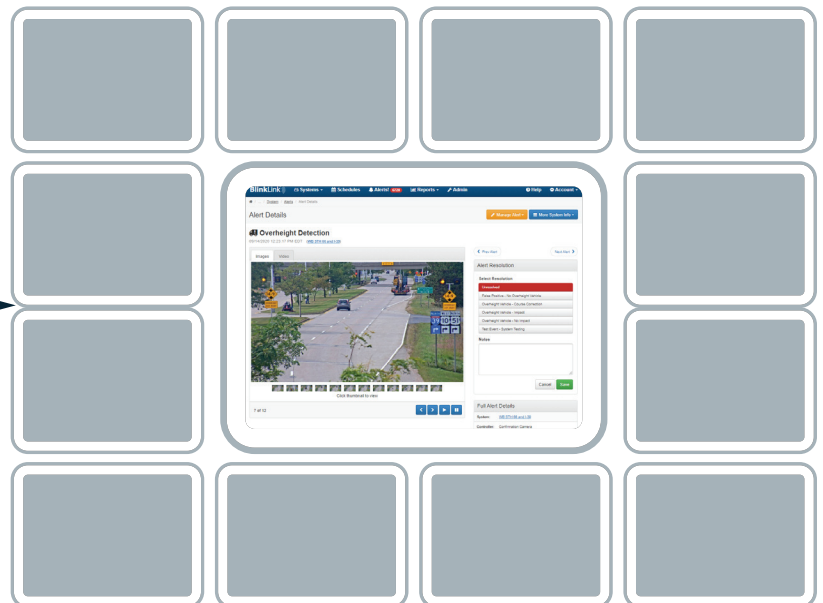 BlinkLink Systems Schedules Alerts! Reports Admin Help Account
Alerts / Alert Details
Alert Details
Manage Alert More System Info
Overheight Detection
Prev Alert Next Alert
Images Video
Alert Resolution
Select Resolution
Unresolved
False Positive - No Overheight Vehicle
Overheight Vehicle - Course Correction
Overheight Vehicle - Impact
Overheight Vehicle - No Impact
Test Event - System Testing
Notes
Click thumbnail to view
Cancel Save
7 of 12
Full Alert Details
System:
Controller: Confirmation Camera